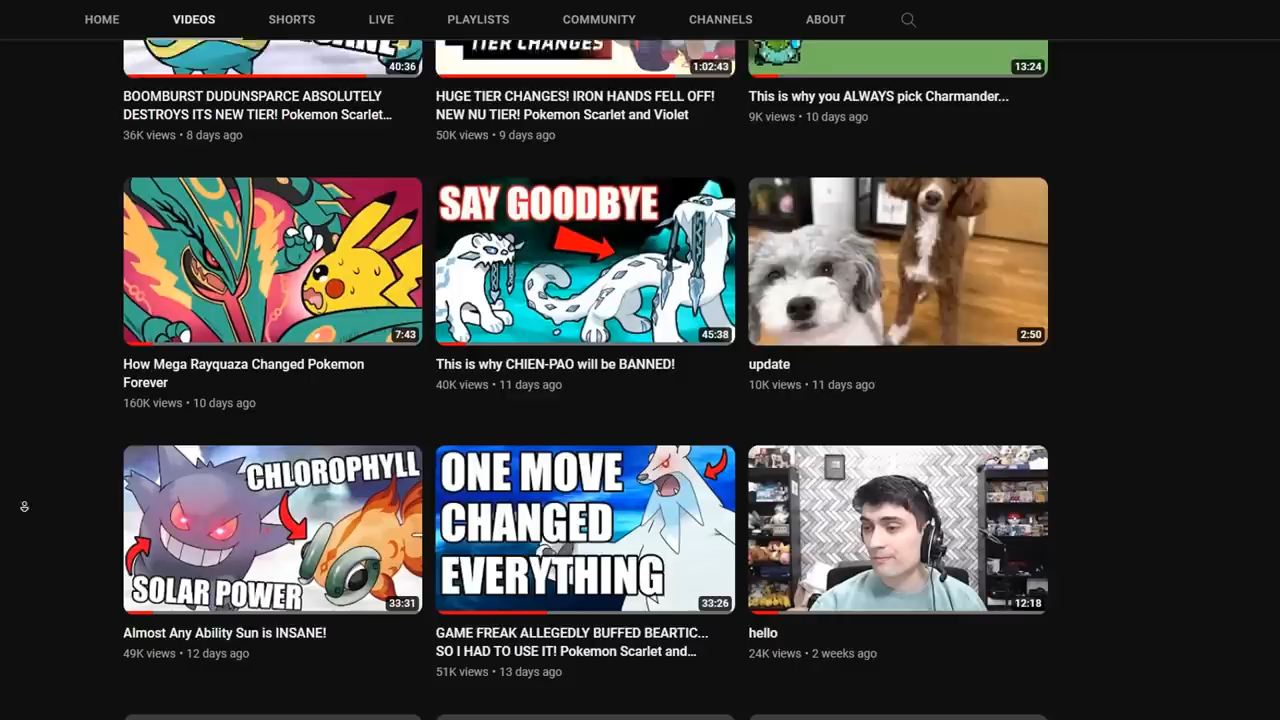 HOME VIDEOS SHORTS LIVE PLAYLISTS COMMUNITY CHANNELS ABOUT
40:36
TIER CHANGES
1:02:43
13:24
BOOMBURST DUDUNSPARCE ABSOLUTELY
DESTROYS ITS NEW TIER! Pokemon Scarlet...
36K views • 8 days ago
HUGE TIER CHANGES! IRON HANDS FELL OFF!
NEW NU TIER! Pokemon Scarlet and Violet
50K views • 9 days ago
This is why you ALWAYS pick Charmander...
9K views • 10 days ago
7:43
SAY GOODBYE
45:38
2:50
How Mega Rayquaza Changed Pokemon
Forever
160K views • 10 days ago
This is why CHIEN-PAO will be BANNED!
40K views • 11 days ago
update
10K views • 11 days ago
CHLOROPHYLL
SOLAR POWER
33:31
ONE MOVE
CHANGED
EVERYTHING
33:26
12:18
Almost Any Ability Sun is INSANE!
49K views • 12 days ago
GAME FREAK ALLEGEDLY BUFFED BEARTIC...
SO I HAD TO USE IT! Pokemon Scarlet and...
51K views • 13 days ago
hello
24K views • 2 weeks ago